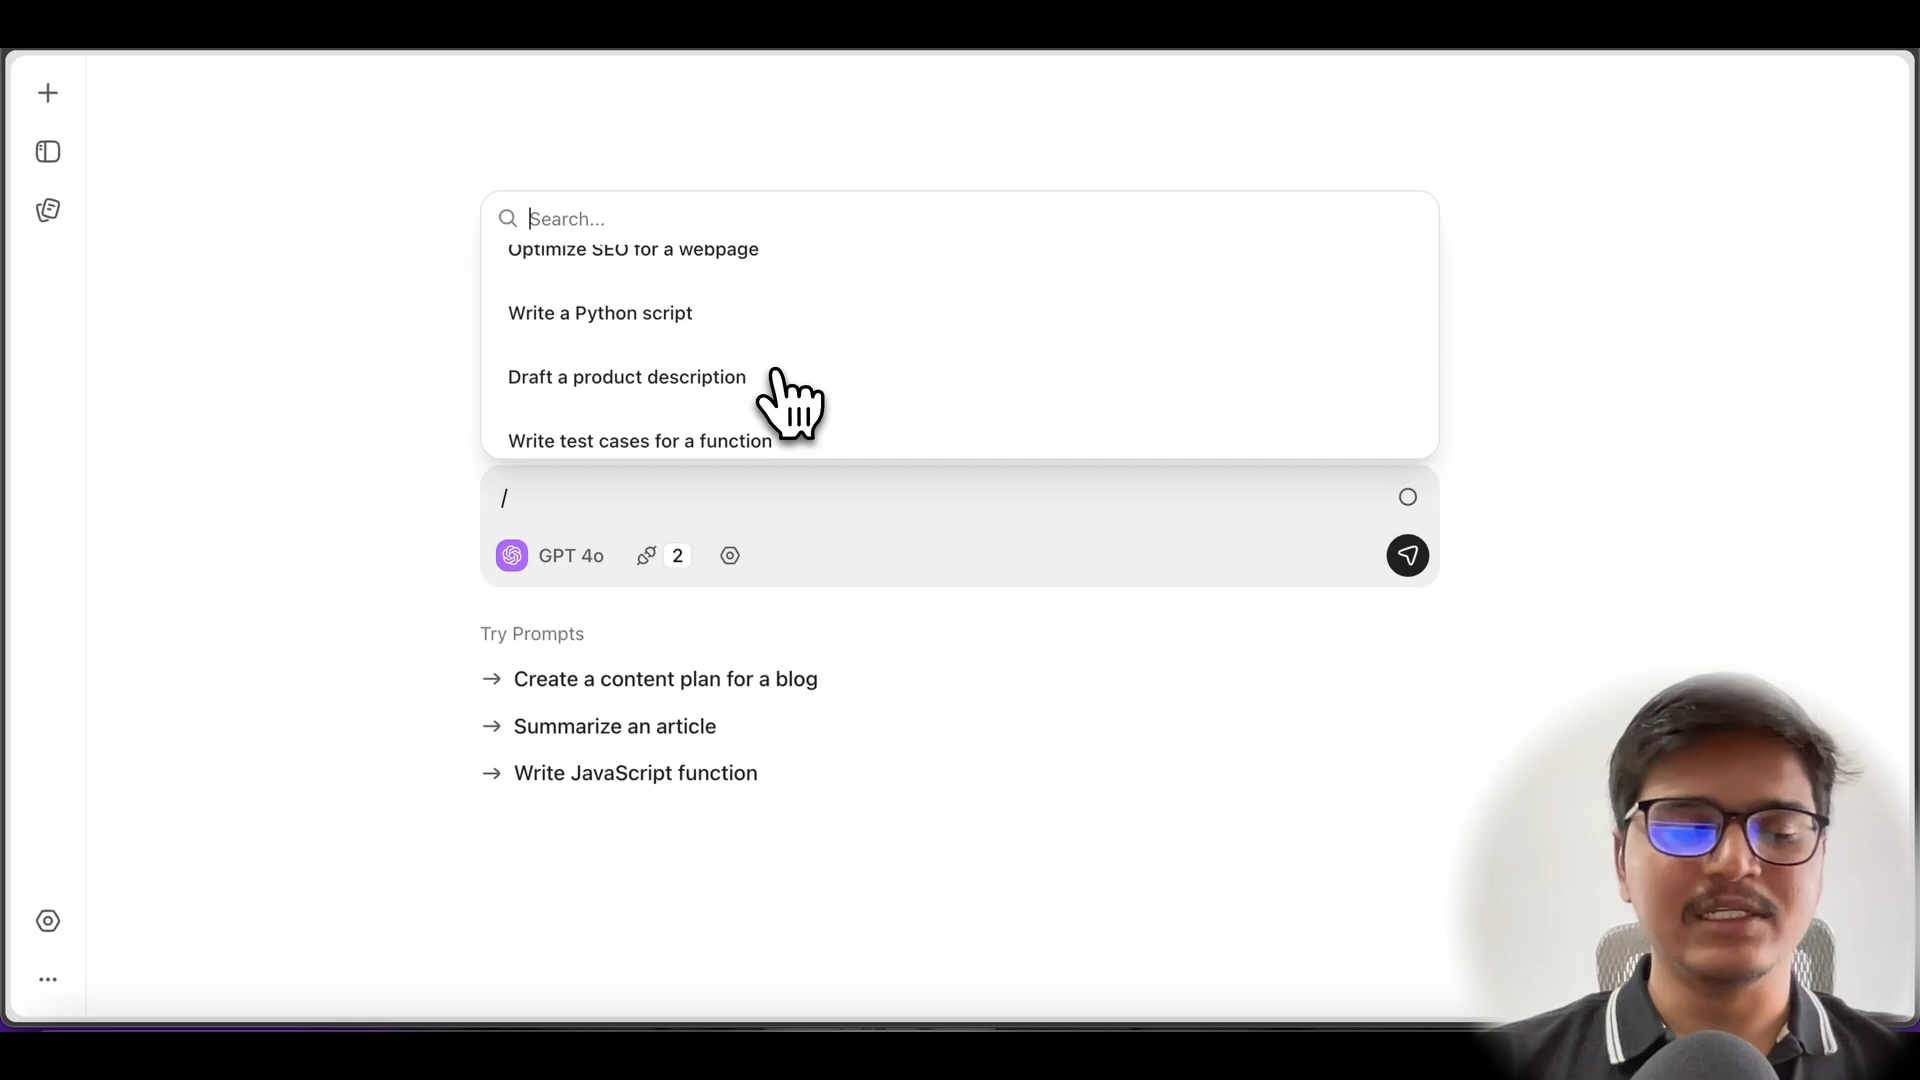 Search...
Optimize SEO for a webpage
Write a Python script
Draft a product description
Write test cases for a function
/
GPT 4o 2
Try Prompts
→ Create a content plan for a blog
→ Summarize an article
→ Write JavaScript function